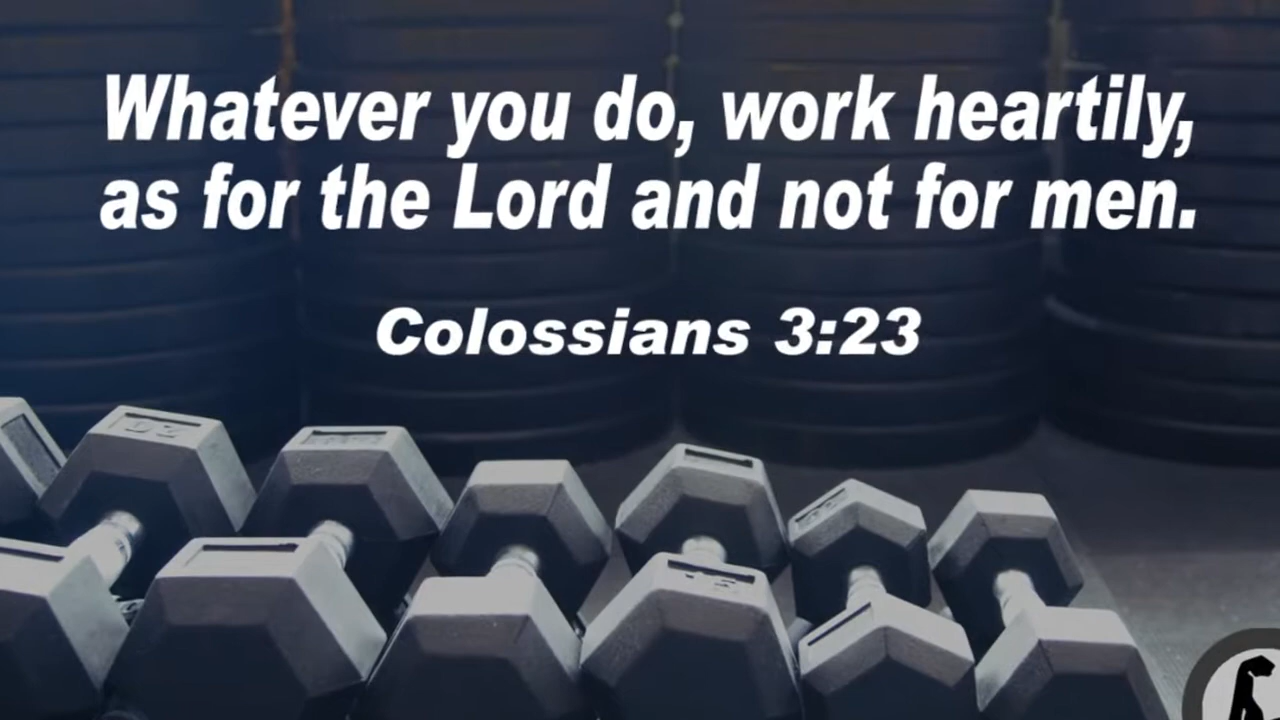 Whatever you do, work heartily,
as for the Lord and not for men.
Colossians 3:23